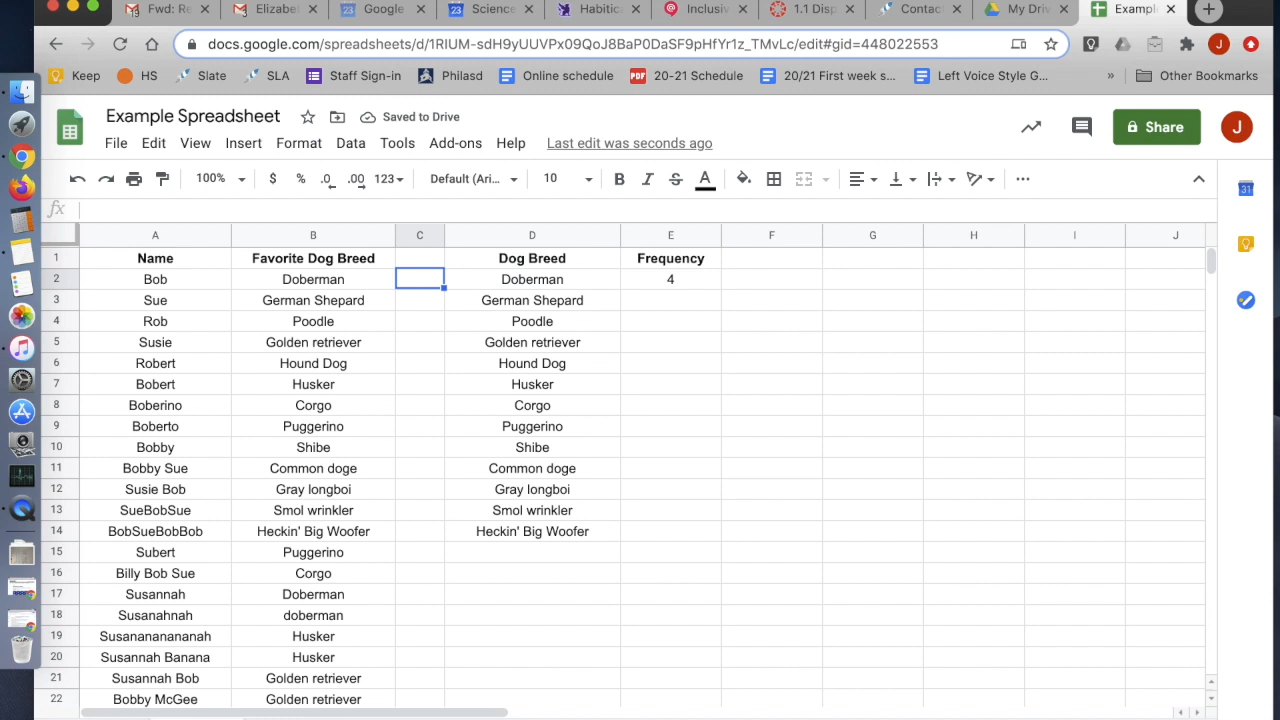 Fwd: Re
Elizabet
Google
Science
Habitica
Inclusiv
1.1 Disp
Contac
My Driv
Exampl
docs.google.com/spreadsheets/d/1RIUM-sdH9yUUVPx09QoJ8BaP0DaSF9pHfYr1z_TMvLc/edit#gid=448022553
J
Keep HS Slate SLA Staff Sign-in Philasd Online schedule PDF 20-21 Schedule 20/21 First week s... Left Voice Style G... » Other Bookmarks
Example Spreadsheet Saved to Drive
Share
J
File Edit View Insert Format Data Tools Add-ons Help Last edit was seconds ago
100% $ % .0 .00 123 Default (Ari... 10 B I S A
31
fx
A B C D E F G H I J
1 Name Favorite Dog Breed Dog Breed Frequency
2 Bob Doberman Doberman 4
3 Sue German Shepard German Shepard
4 Rob Poodle Poodle
5 Susie Golden retriever Golden retriever
6 Robert Hound Dog Hound Dog
7 Bobert Husker Husker
8 Boberino Corgo Corgo
9 Boberto Puggerino Puggerino
10 Bobby Shibe Shibe
11 Bobby Sue Common doge Common doge
12 Susie Bob Gray longboi Gray longboi
13 SueBobSue Smol wrinkler Smol wrinkler
14 BobSueBobBob Heckin' Big Woofer Heckin' Big Woofer
15 Subert Puggerino
16 Billy Bob Sue Corgo
17 Susannah Doberman
18 Susanahnah doberman
19 Susanananananah Husker
20 Susannah Banana Husker
21 Susannah Bob Golden retriever
22 Bobby McGee Golden retriever